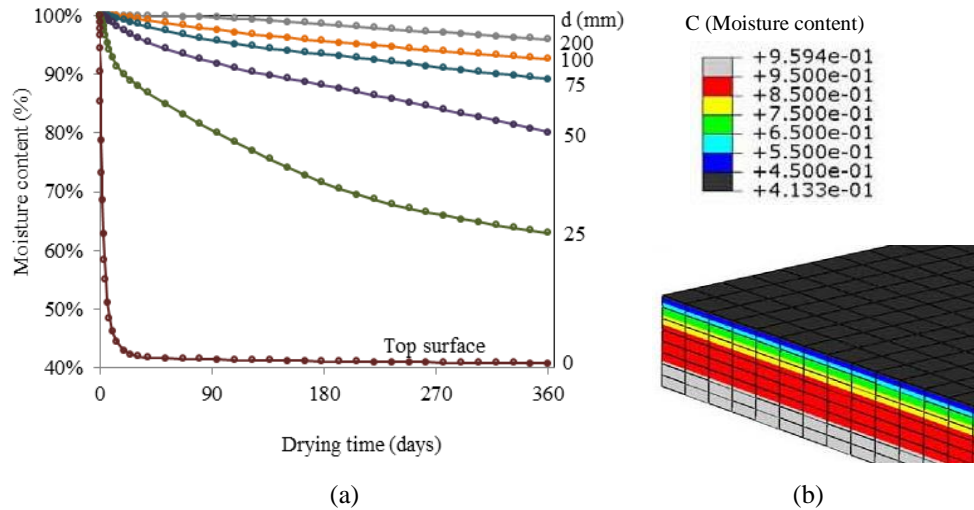 100%
90%
80%
70%
60%
50%
40%
Moisture content (%)
0
90
180
270
360
Drying time (days)
Top surface
d (mm)
200
100
75
50
25
0
(a)
C (Moisture content)
+9.594e-01
+9.500e-01
+8.500e-01
+7.500e-01
+6.500e-01
+5.500e-01
+4.500e-01
+4.133e-01
(b)